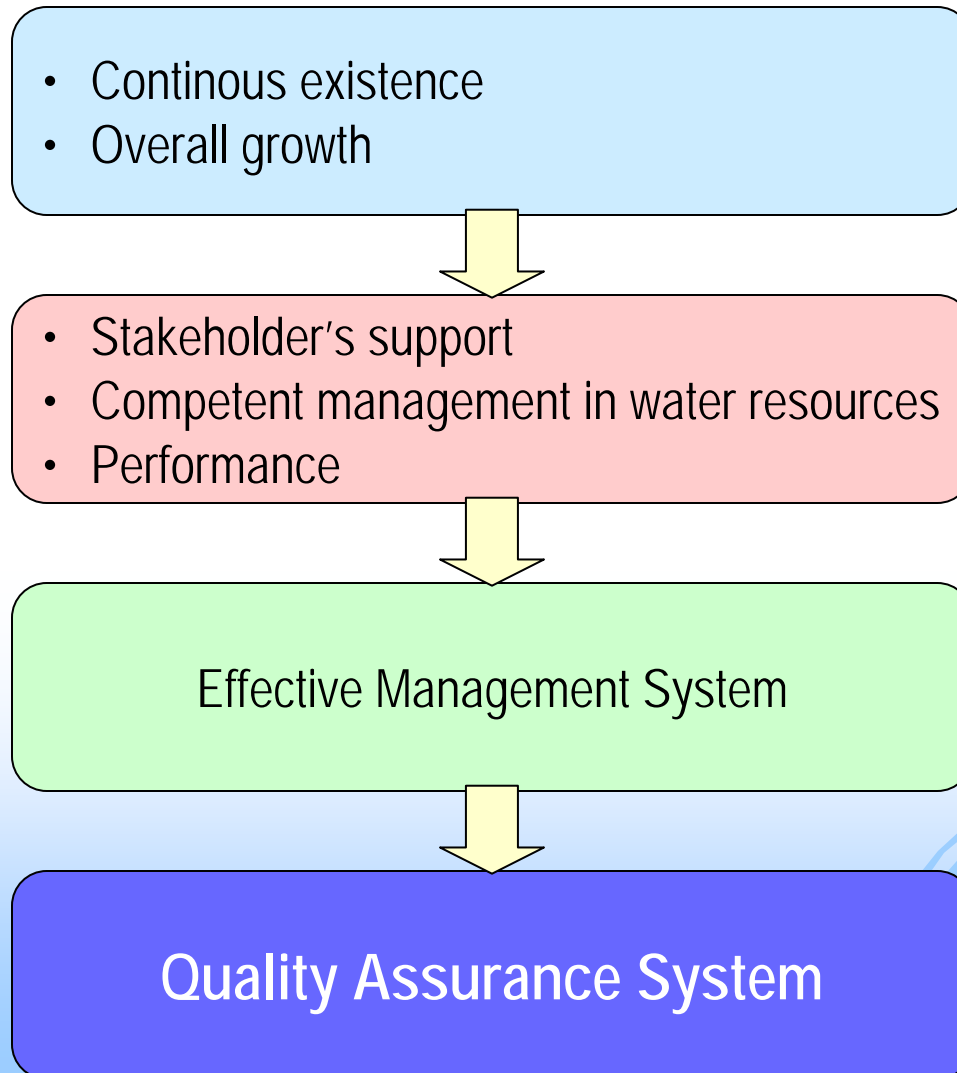 • Continous existence
• Overall growth
• Stakeholder's support
• Competent management in water resources
• Performance
Effective Management System
Quality Assurance System